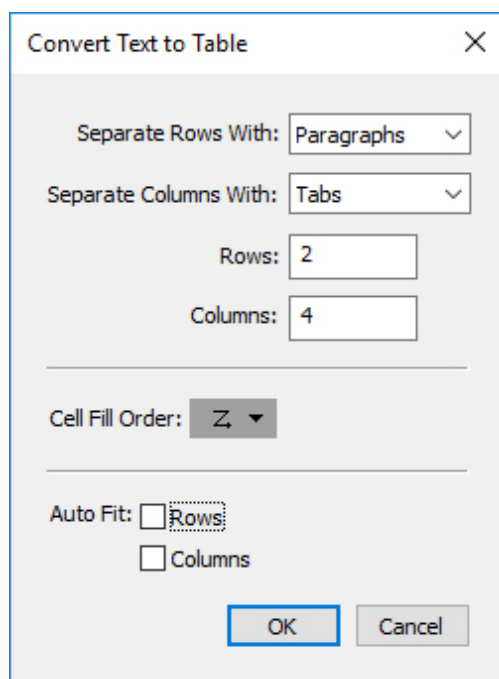 Convert Text to Table
Separate Rows With: Paragraphs
Separate Columns With: Tabs
Rows: 2
Columns: 4
Cell Fill Order:
Auto Fit: Rows
Columns
OK Cancel